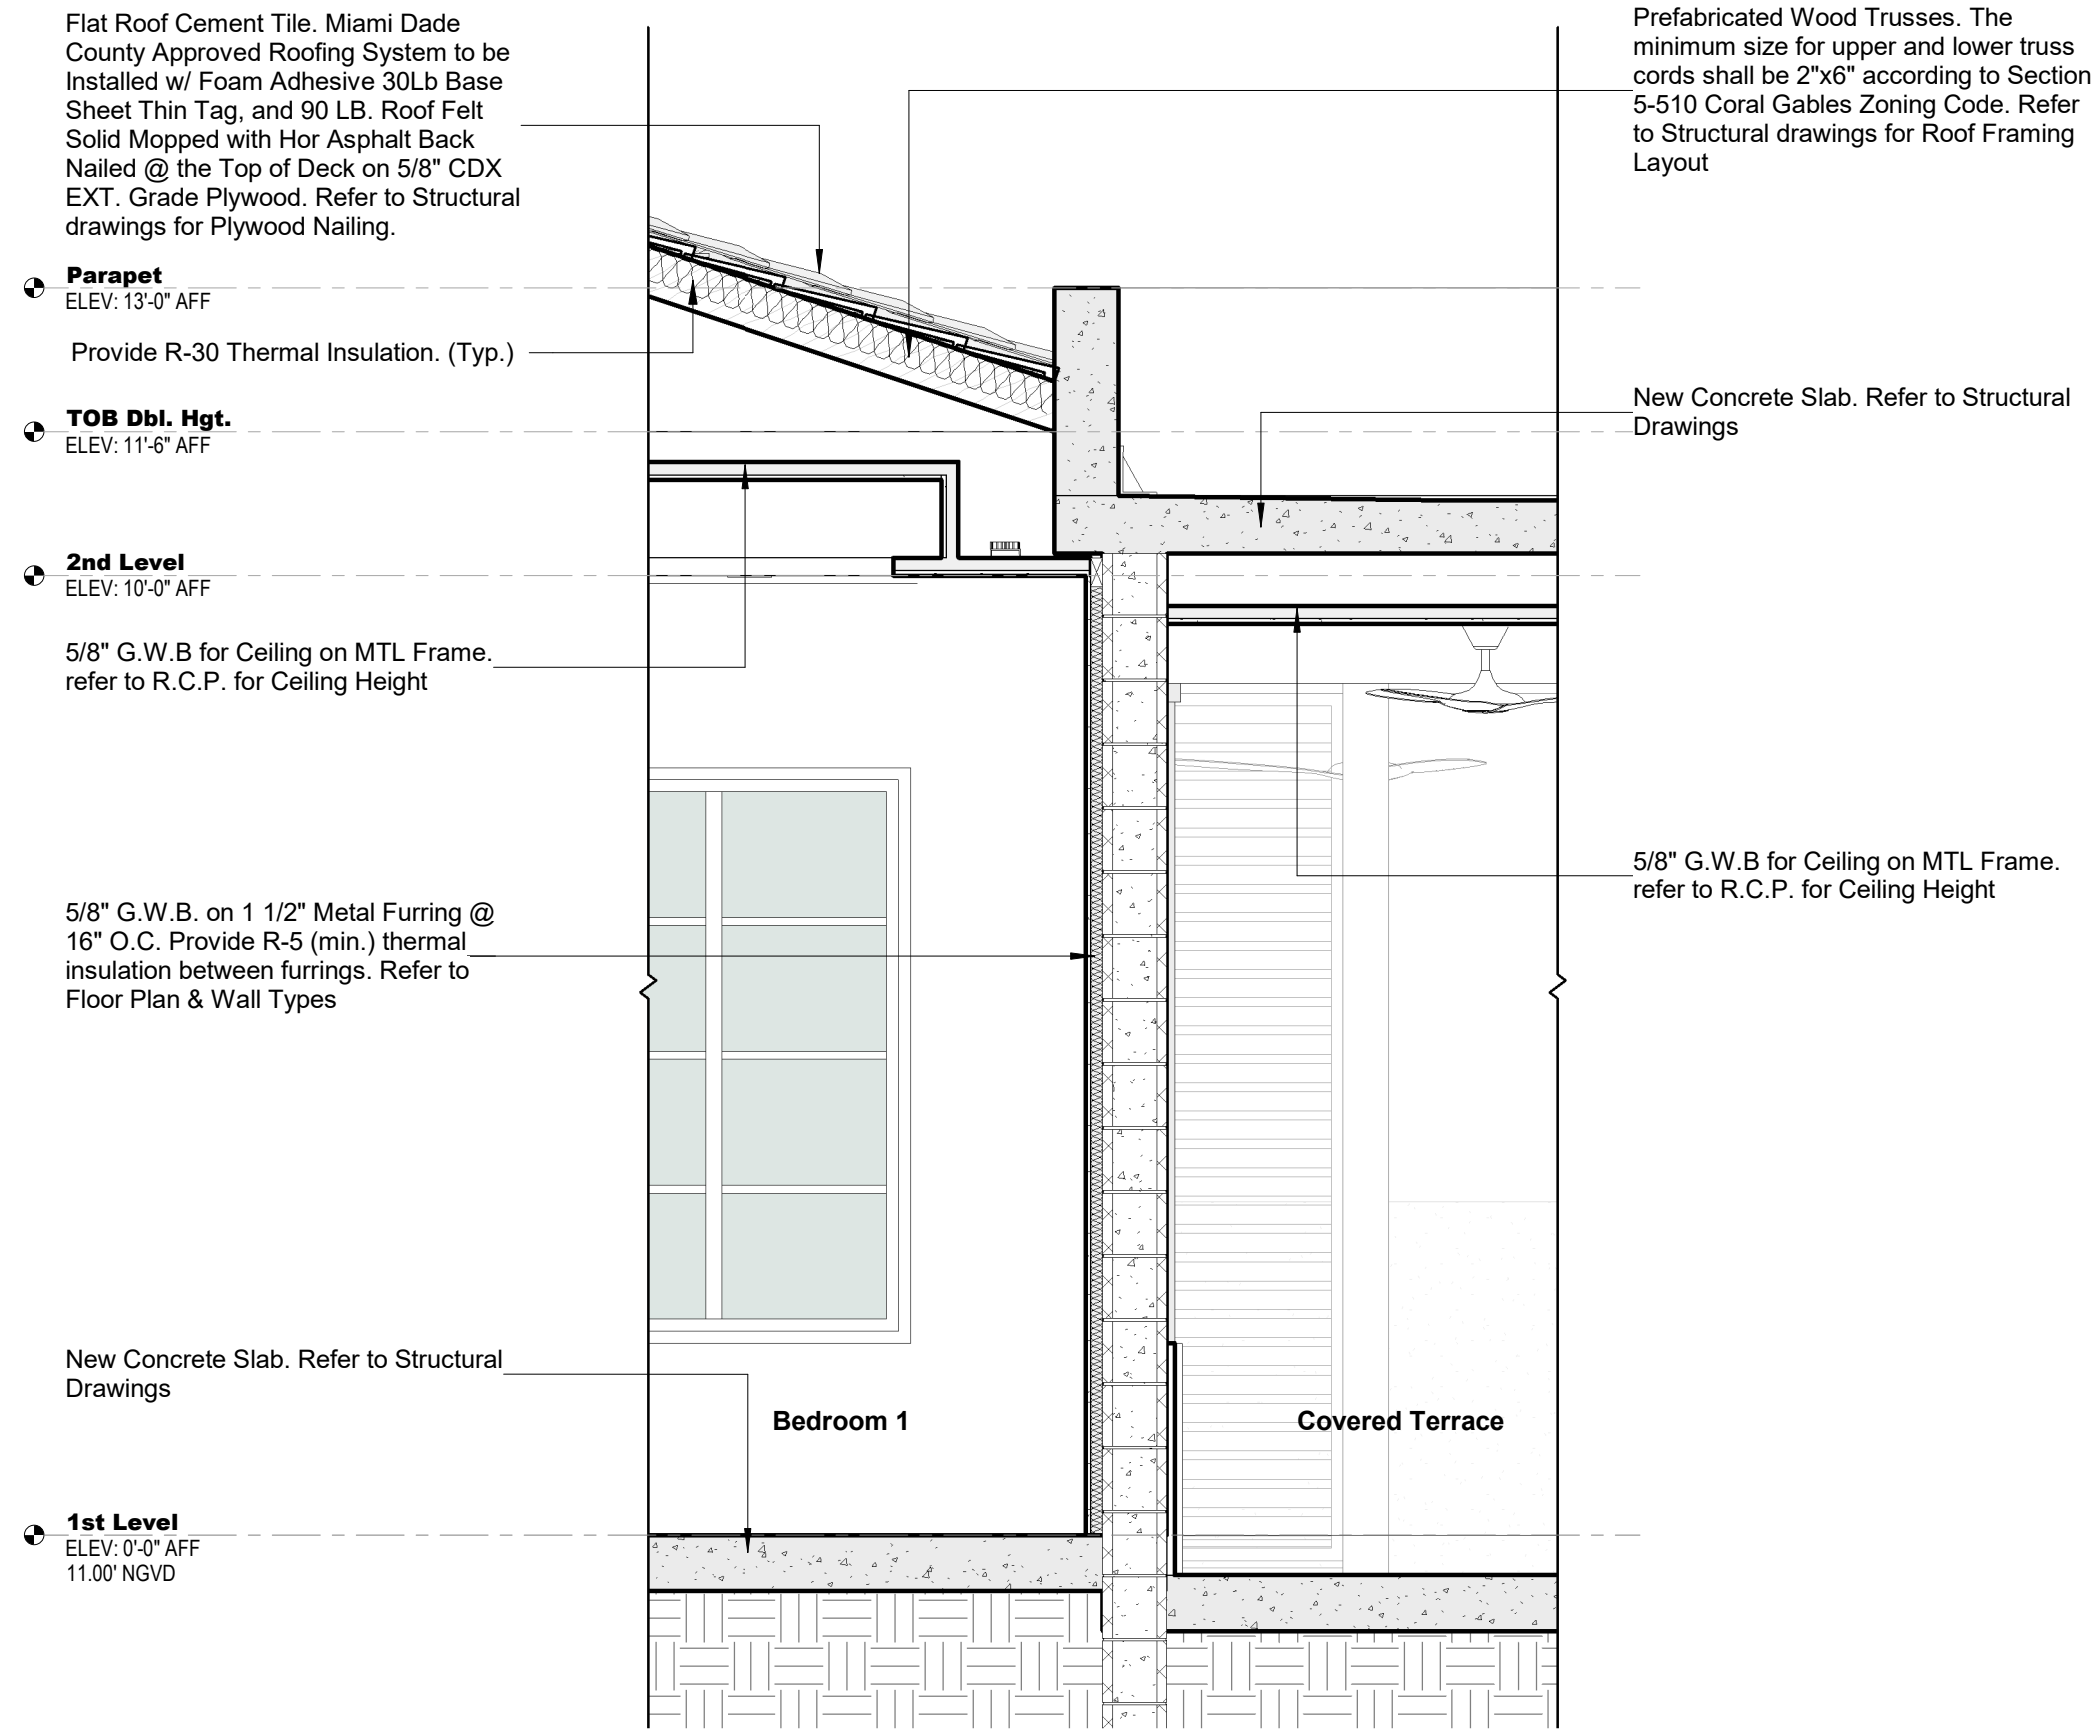 Flat Roof Cement Tile. Miami Dade
County Approved Roofing System to be
Installed w/ Foam Adhesive 30Lb Base
Sheet Thin Tag, and 90 LB. Roof Felt
Solid Mopped with Hor Asphalt Back
Nailed @ the Top of Deck on 5/8" CDX
EXT. Grade Plywood. Refer to Structural
drawings for Plywood Nailing.
Parapet
ELEV: 13'-0" AFF
Provide R-30 Thermal Insulation. (Typ.)
TOB Dbl. Hgt.
ELEV: 11'-6" AFF
2nd Level
ELEV: 10'-0" AFF
5/8" G.W.B for Ceiling on MTL Frame.
refer to R.C.P. for Ceiling Height
5/8" G.W.B. on 1 1/2" Metal Furring @
16" O.C. Provide R-5 (min.) thermal
insulation between furrings. Refer to
Floor Plan & Wall Types
New Concrete Slab. Refer to Structural
Drawings
1st Level
ELEV: 0'-0" AFF
11.00' NGVD
Bedroom 1
Covered Terrace
Prefabricated Wood Trusses. The
minimum size for upper and lower truss
cords shall be 2"x6" according to Section
5-510 Coral Gables Zoning Code. Refer
to Structural drawings for Roof Framing
Layout
New Concrete Slab. Refer to Structural
Drawings
5/8" G.W.B for Ceiling on MTL Frame.
refer to R.C.P. for Ceiling Height